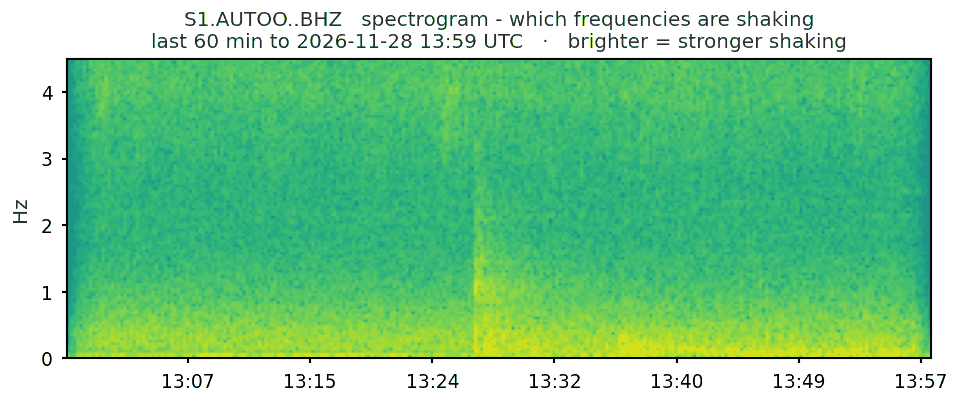 S1.AUTOO..BHZ   spectrogram - which frequencies are shaking
last 60 min to 2026-11-28 13:59 UTC   ·   brighter = stronger shaking
Hz
4
3
2
1
0
13:07 13:15 13:24 13:32 13:40 13:49 13:57